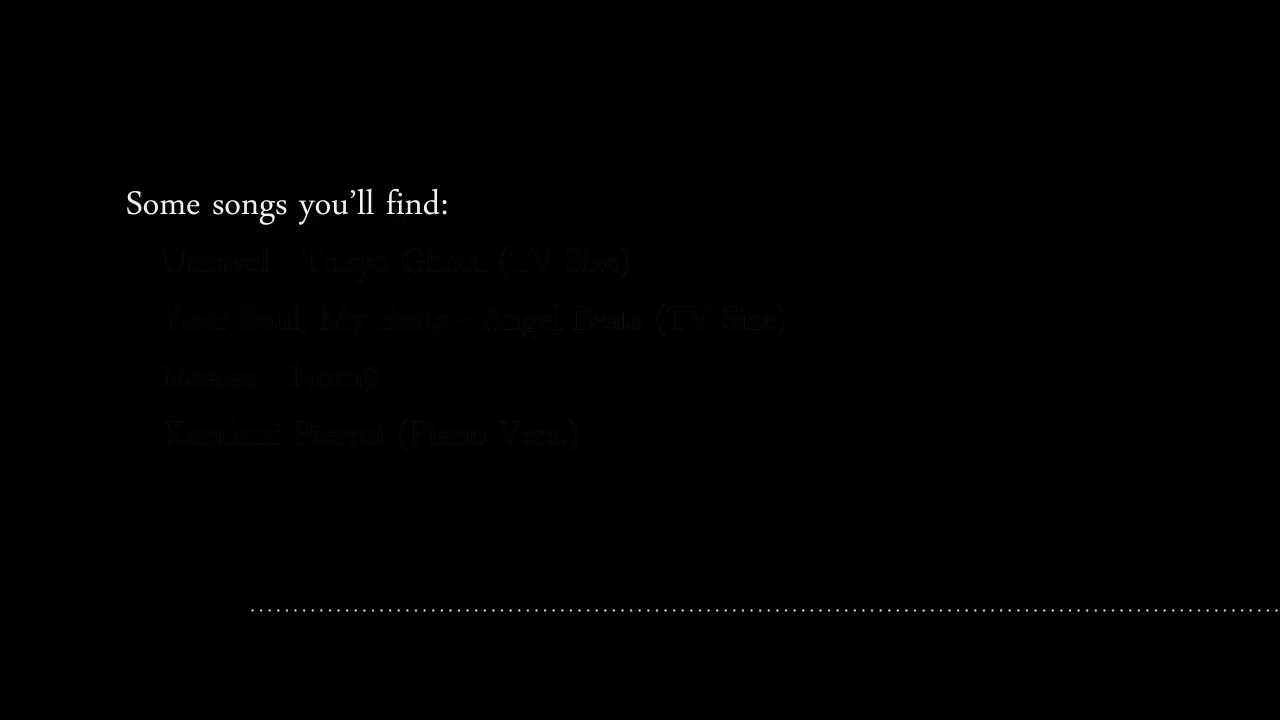 Some songs you’ll find:
Unravel - Tokyo Ghoul (TV Size)
Your Soul, My Beats - Angel Beats (TV Size)
- Norn9
Karakuri Pierrot (Piano Vers.)